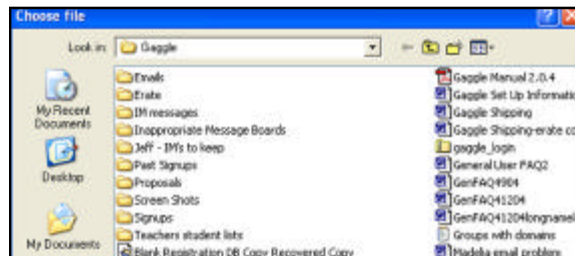 Choose file
Look in: Gaggle
My Recent
Documents
Desktop
My Documents
Emails
Erate
IM messages
Inappropriate Message Boards
Jeff - IM's to keep
Past Signups
Proposals
Screen Shots
Signups
Teachers student lists
Blank Registration DB Copy Recovered Copy
Gaggle Manual 2.0.4
Gaggle Set Up Informatio
Gaggle Shipping
Gaggle Shipping-erate co
gaggle_login
General User FAQ2
GenFAQ4904
GenFAQ41204
GenFAQ41204longnamel
Groups with domains
Madelia email problem